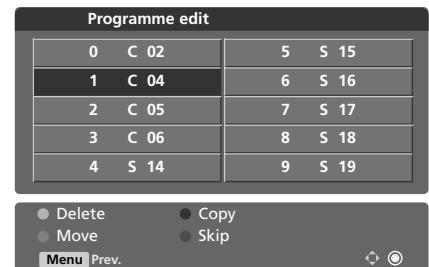 Programme edit
0 C 02 5 S 15
1 C 04 6 S 16
2 C 05 7 S 17
3 C 06 8 S 18
4 S 14 9 S 19
Delete Copy
Move Skip
Menu Prev.